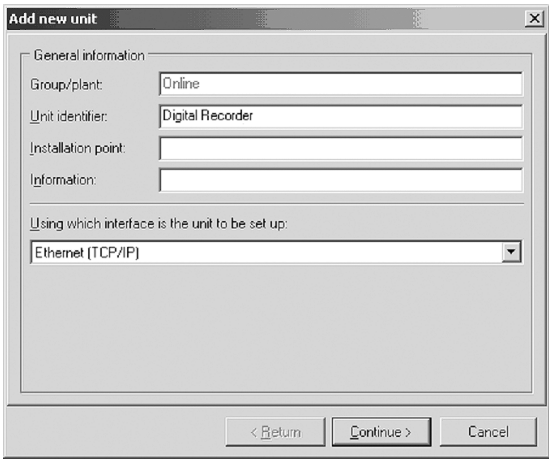 Add new unit
General information
Group/plant: Online
Unit identifier: Digital Recorder
Installation point:
Information:
Using which interface is the unit to be set up:
Ethernet (TCP/IP)
< Return Continue > Cancel